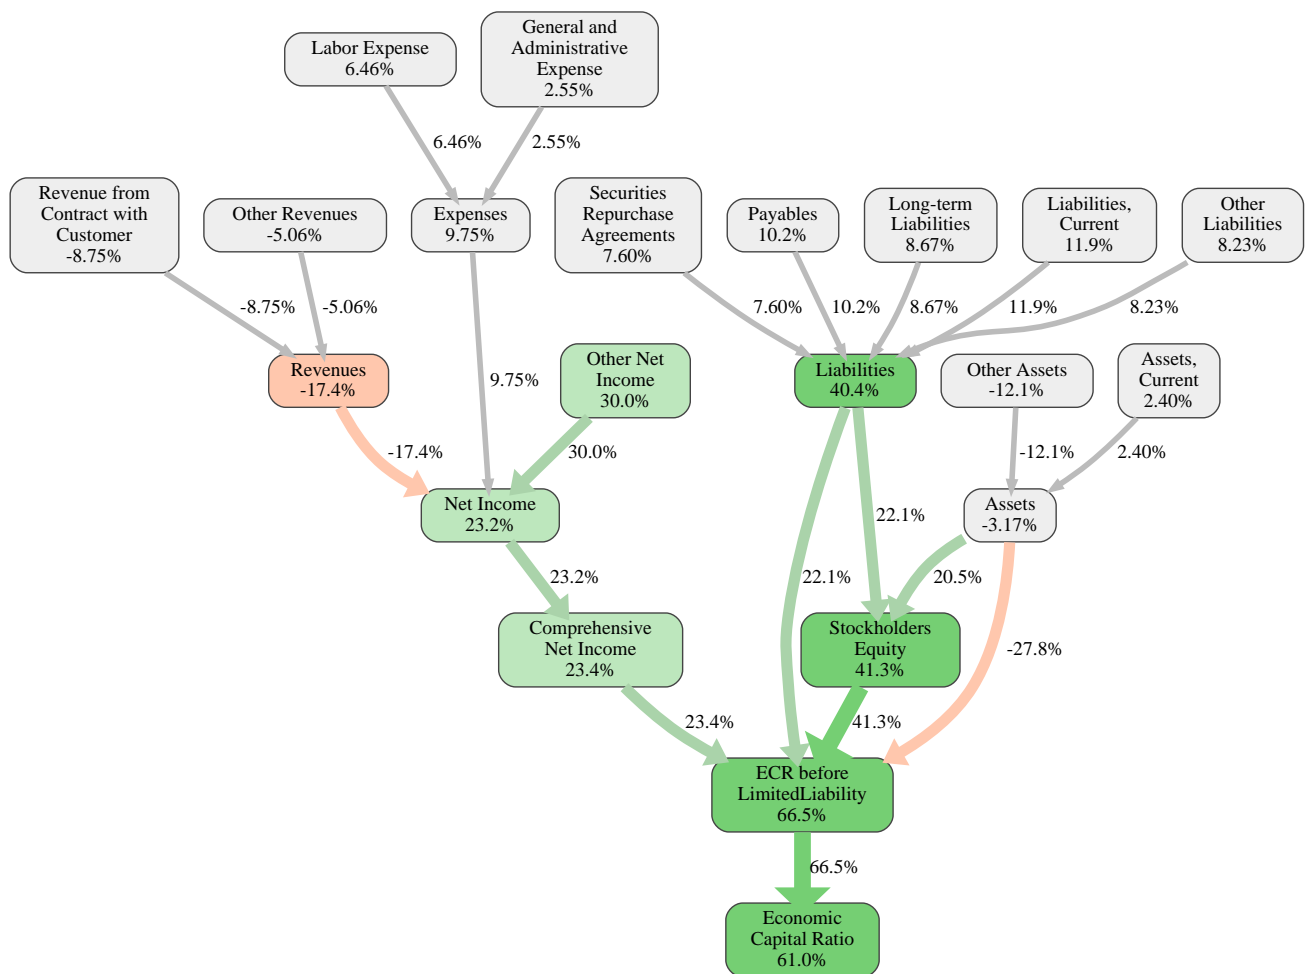 Labor Expense
6.46%
General and
Administrative
Expense
2.55%
6.46%
2.55%
Revenue from
Contract with
Customer
-8.75%
Other Revenues
-5.06%
Expenses
9.75%
Securities
Repurchase
Agreements
7.60%
Payables
10.2%
Long-term
Liabilities
8.67%
Liabilities,
Current
11.9%
Other
Liabilities
8.23%
-8.75%
-5.06%
7.60%
10.2%
8.67%
11.9%
8.23%
Revenues
-17.4%
9.75%
Other Net
Income
30.0%
Liabilities
40.4%
Other Assets
-12.1%
Assets,
Current
2.40%
-17.4%
30.0%
-12.1%
2.40%
Net Income
23.2%
22.1%
Assets
-3.17%
23.2%
22.1%
20.5%
Comprehensive
Net Income
23.4%
Stockholders
Equity
41.3%
-27.8%
23.4%
41.3%
ECR before
LimitedLiability
66.5%
66.5%
Economic
Capital Ratio
61.0%